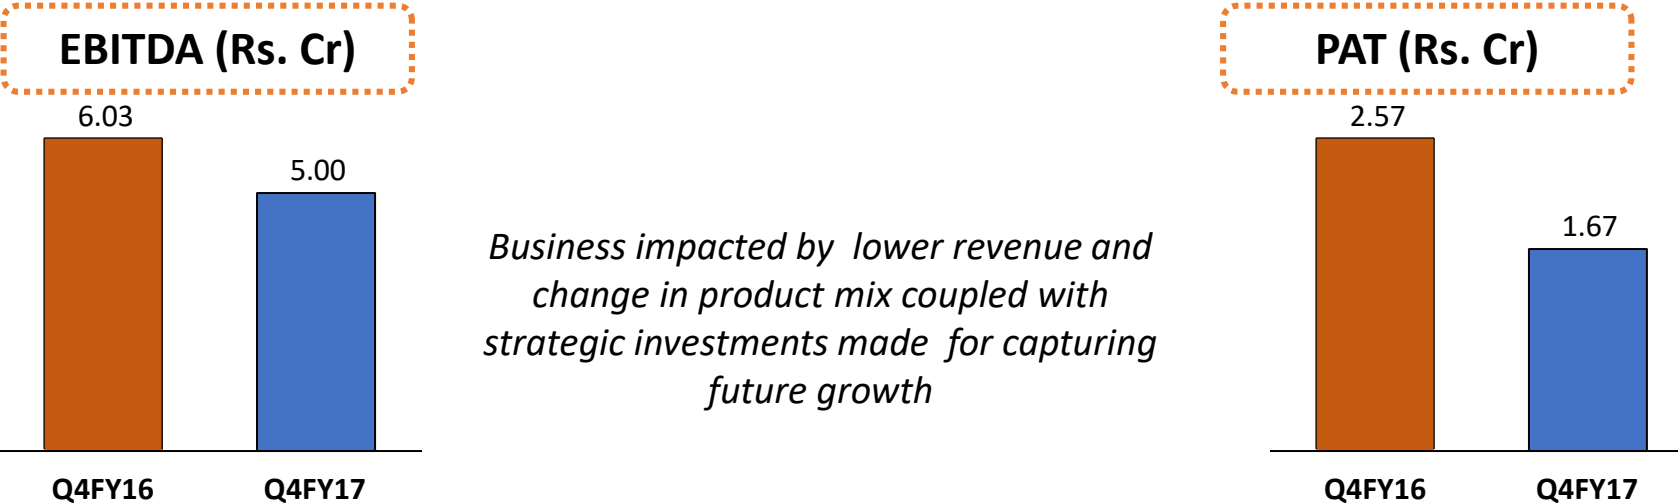 EBITDA (Rs. Cr)
6.03
5.00
Q4FY16
Q4FY17
Business impacted by lower revenue and
change in product mix coupled with
strategic investments made for capturing
future growth
PAT (Rs. Cr)
2.57
1.67
Q4FY16
Q4FY17